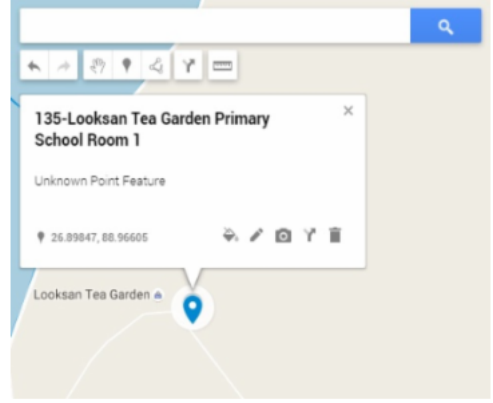 135-Looksan Tea Garden Primary
School Room 1
Unknown Point Feature
26.89847, 88.96605
Looksan Tea Garden